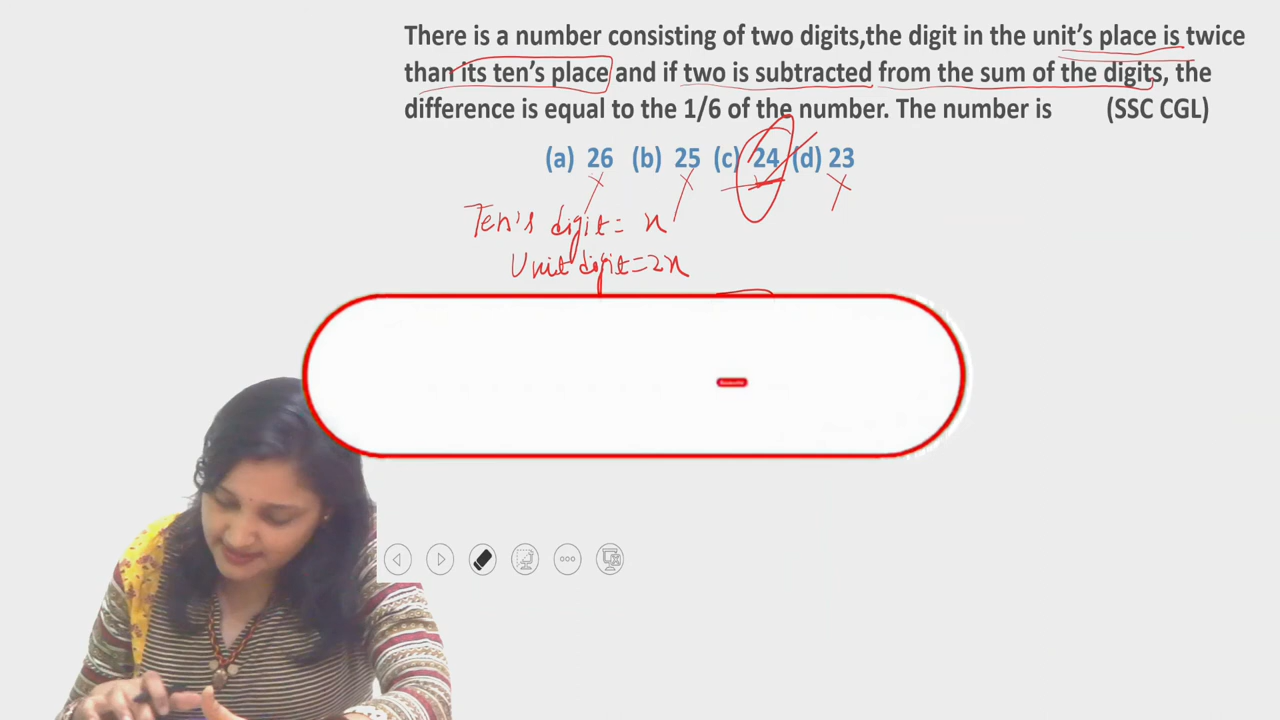 There is a number consisting of two digits,the digit in the unit's place is twice
than its ten's place and if two is subtracted from the sum of the digits, the
difference is equal to the 1/6 of the number. The number is (SSC CGL)
(a) 26 (b) 25 (c) 24 (d) 23
Ten's digit = x
Unit digit = 2x